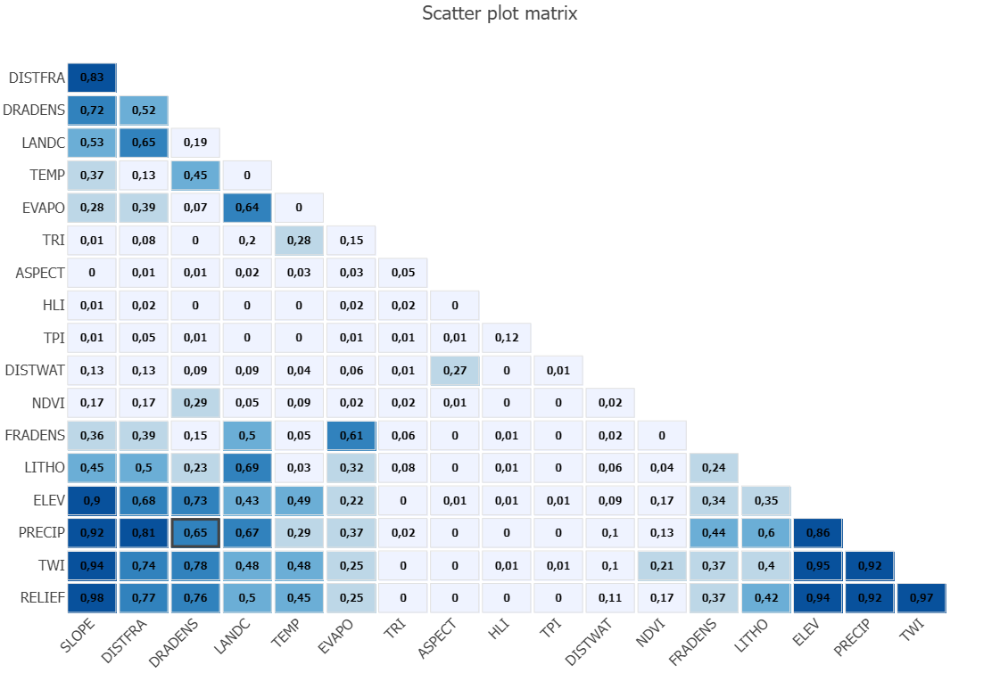 Scatter plot matrix
DISTFRA 0,83
DRADENS 0,72 0,52
LANDC 0,53 0,65 0,19
TEMP 0,37 0,13 0,45 0
EVAPO 0,28 0,39 0,07 0,64 0
TRI 0,01 0,08 0 0,2 0,28 0,15
ASPECT 0 0,01 0,01 0,02 0,03 0,03 0,05
HLI 0,01 0,02 0 0 0 0,02 0,02 0
TPI 0,01 0,05 0,01 0 0 0,01 0,01 0,01 0,12
DISTWAT 0,13 0,13 0,09 0,09 0,04 0,06 0,01 0,27 0 0,01
NDVI 0,17 0,17 0,29 0,05 0,09 0,02 0,02 0,01 0 0 0,02
FRADENS 0,36 0,39 0,15 0,5 0,05 0,61 0,06 0 0,01 0 0,02 0
LITHO 0,45 0,5 0,23 0,69 0,03 0,32 0,08 0 0,01 0 0,06 0,04 0,24
ELEV 0,9 0,68 0,73 0,43 0,49 0,22 0 0,01 0,01 0,01 0,09 0,17 0,34 0,35
PRECIP 0,92 0,81 0,65 0,67 0,29 0,37 0,02 0 0 0 0,1 0,13 0,44 0,6 0,86
TWI 0,94 0,74 0,78 0,48 0,48 0,25 0 0 0,01 0,01 0,1 0,21 0,37 0,4 0,95 0,92
RELIEF 0,98 0,77 0,76 0,5 0,45 0,25 0 0 0 0 0,11 0,17 0,37 0,42 0,94 0,92 0,97
SLOPE DISTFRA DRADENS LANDC TEMP EVAPO TRI ASPECT HLI TPI DISTWAT NDVI FRADENS LITHO ELEV PRECIP TWI